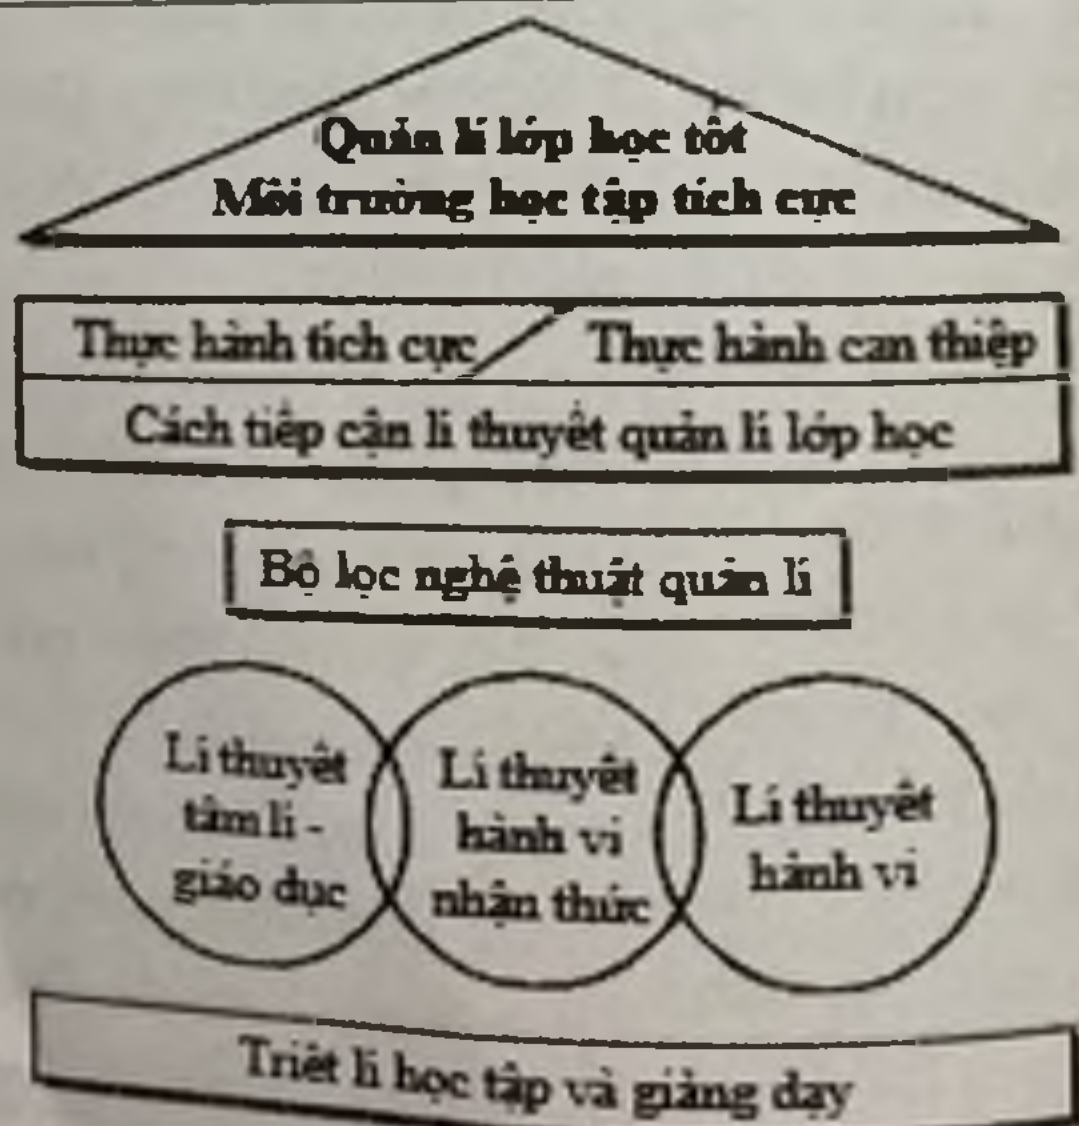 Quản lí lớp học tốt
Môi trường học tập tích cực
Thực hành tích cực
Thực hành can thiệp
Cách tiếp cận lí thuyết quản lí lớp học
Bộ lọc nghệ thuật quản lí
Lí thuyết
tâm lí -
giáo dục
Lí thuyết
hành vi
nhận thức
Lí thuyết
hành vi
Triết lí học tập và giảng dạy